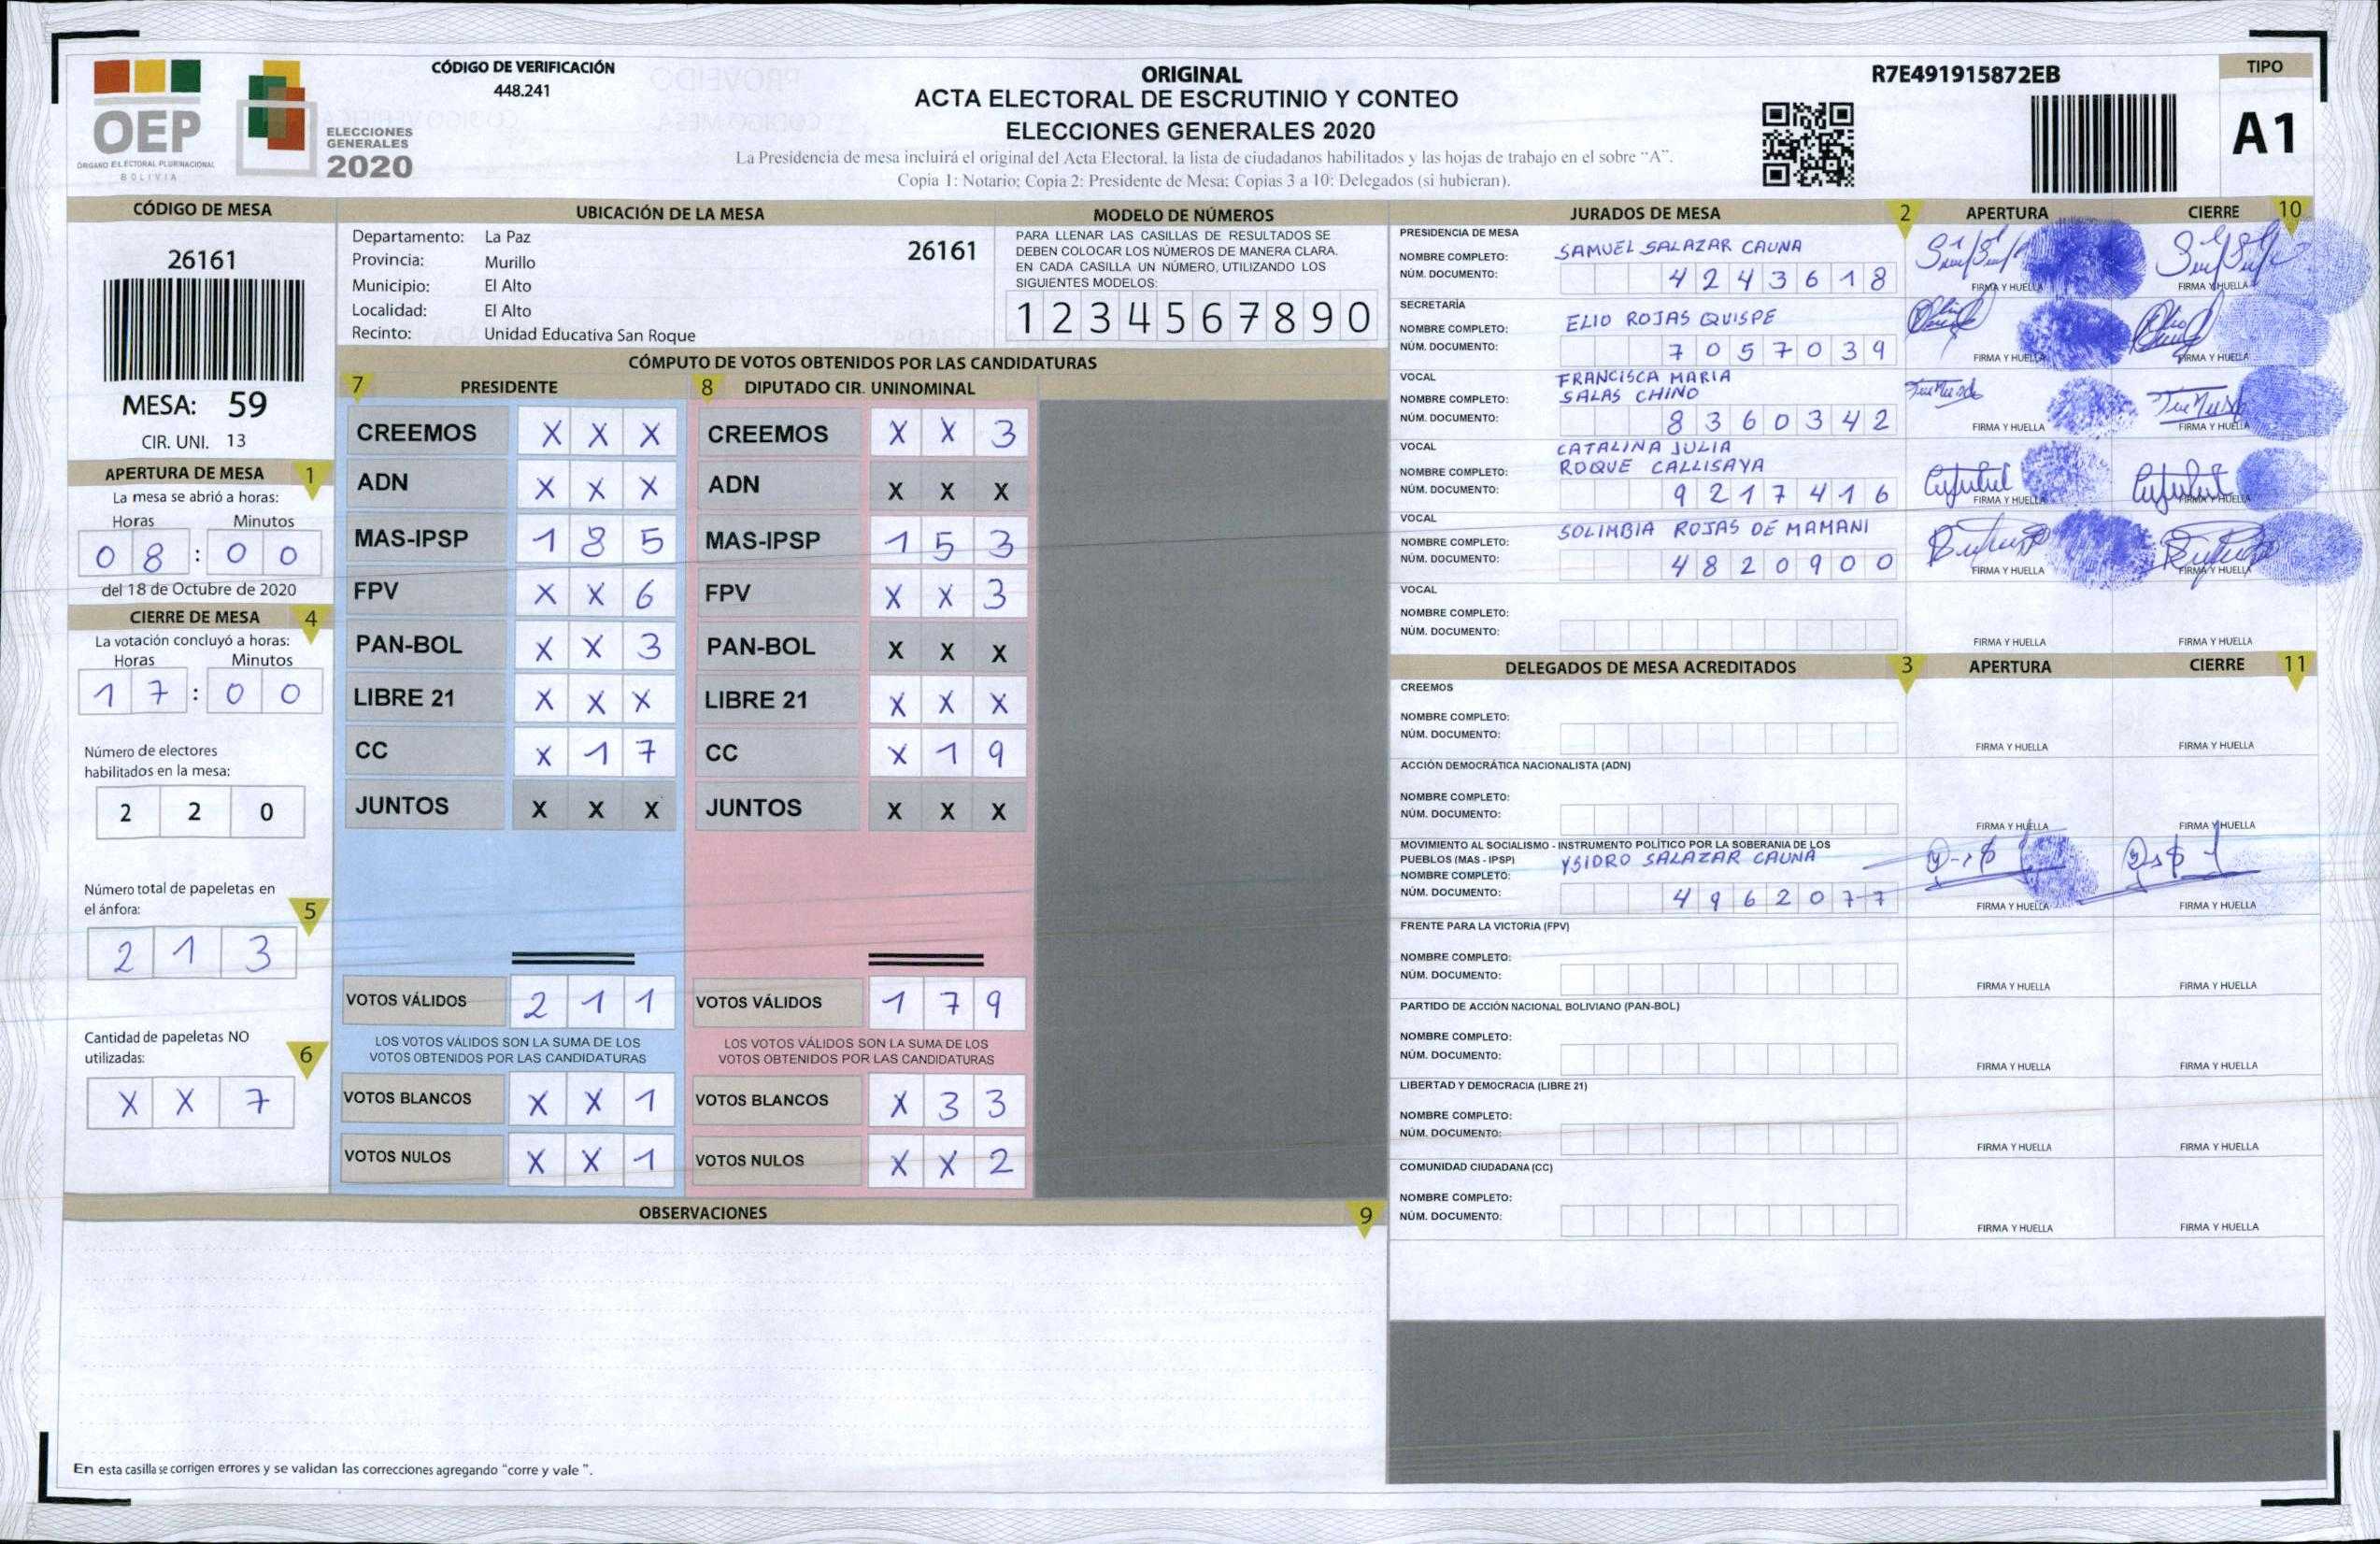 OEP
ÓRGANO ELECTORAL PLURINACIONAL
BOLIVIA
ELECCIONES
GENERALES
2020
CÓDIGO DE VERIFICACIÓN
448.241
ORIGINAL
ACTA ELECTORAL DE ESCRUTINIO Y CONTEO
ELECCIONES GENERALES 2020
La Presidencia de mesa incluirá el original del Acta Electoral, la lista de ciudadanos habilitados y las hojas de trabajo en el sobre "A".
Copia 1: Notario; Copia 2: Presidente de Mesa; Copias 3 a 10: Delegados (si hubieran).
R7E491915872EB
TIPO
A1
CÓDIGO DE MESA
26161
MESA: 59
CIR. UNI. 13
APERTURA DE MESA 1
La mesa se abrió a horas:
Horas Minutos
0 8 : 0 0
del 18 de Octubre de 2020
CIERRE DE MESA 4
La votación concluyó a horas:
Horas Minutos
1 7 : 0 0
Número de electores
habilitados en la mesa:
2 2 0
Número total de papeletas en
el ánfora: 5
2 1 3
Cantidad de papeletas NO
utilizadas: 6
X X 7
UBICACIÓN DE LA MESA
Departamento: La Paz 26161
Provincia: Murillo
Municipio: El Alto
Localidad: El Alto
Recinto: Unidad Educativa San Roque
MODELO DE NÚMEROS
PARA LLENAR LAS CASILLAS DE RESULTADOS SE
DEBEN COLOCAR LOS NÚMEROS DE MANERA CLARA.
EN CADA CASILLA UN NÚMERO, UTILIZANDO LOS
SIGUIENTES MODELOS:
1 2 3 4 5 6 7 8 9 0
CÓMPUTO DE VOTOS OBTENIDOS POR LAS CANDIDATURAS
7 PRESIDENTE 8 DIPUTADO CIR. UNINOMINAL
CREEMOS X X X CREEMOS X X 3
ADN X X X ADN X X X
MAS-IPSP 1 8 5 MAS-IPSP 1 5 3
FPV X X 6 FPV X X 3
PAN-BOL X X 3 PAN-BOL X X X
LIBRE 21 X X X LIBRE 21 X X X
CC X 1 7 CC X 1 9
JUNTOS X X X JUNTOS X X X
VOTOS VÁLIDOS 2 1 1 VOTOS VÁLIDOS 1 7 9
LOS VOTOS VÁLIDOS SON LA SUMA DE LOS LOS VOTOS VÁLIDOS SON LA SUMA DE LOS
VOTOS OBTENIDOS POR LAS CANDIDATURAS VOTOS OBTENIDOS POR LAS CANDIDATURAS
VOTOS BLANCOS X X 1 VOTOS BLANCOS X 3 3
VOTOS NULOS X X 1 VOTOS NULOS X X 2
OBSERVACIONES 9
En esta casilla se corrigen errores y se validan las correcciones agregando "corre y vale ".
JURADOS DE MESA 2 APERTURA CIERRE 10
PRESIDENCIA DE MESA
NOMBRE COMPLETO: SAMUEL SALAZAR CAUNA
NÚM. DOCUMENTO: 4 2 4 3 6 1 8
FIRMA Y HUELLA FIRMA Y HUELLA
SECRETARÍA
NOMBRE COMPLETO: ELIO ROJAS QUISPE
NÚM. DOCUMENTO: 7 0 5 7 0 3 9
FIRMA Y HUELLA FIRMA Y HUELLA
VOCAL FRANCISCA MARIA
NOMBRE COMPLETO: SALAS CHINO
NÚM. DOCUMENTO: 8 3 6 0 3 4 2
FIRMA Y HUELLA FIRMA Y HUELLA
VOCAL CATALINA JULIA
NOMBRE COMPLETO: ROQUE CALLISAYA
NÚM. DOCUMENTO: 9 2 1 7 4 1 6
FIRMA Y HUELLA FIRMA Y HUELLA
VOCAL
NOMBRE COMPLETO: SOLIMBIA ROJAS DE MAMANI
NÚM. DOCUMENTO: 4 8 2 0 9 0 0
FIRMA Y HUELLA FIRMA Y HUELLA
VOCAL
NOMBRE COMPLETO:
NÚM. DOCUMENTO:
FIRMA Y HUELLA FIRMA Y HUELLA
DELEGADOS DE MESA ACREDITADOS 3 APERTURA CIERRE 11
CREEMOS
NOMBRE COMPLETO:
NÚM. DOCUMENTO:
FIRMA Y HUELLA FIRMA Y HUELLA
ACCIÓN DEMOCRÁTICA NACIONALISTA (ADN)
NOMBRE COMPLETO:
NÚM. DOCUMENTO:
FIRMA Y HUELLA FIRMA Y HUELLA
MOVIMIENTO AL SOCIALISMO - INSTRUMENTO POLÍTICO POR LA SOBERANIA DE LOS
PUEBLOS (MAS - IPSP) YSIDRO SALAZAR CAUNA
NOMBRE COMPLETO:
NÚM. DOCUMENTO: 4 9 6 2 0 7 7
FIRMA Y HUELLA FIRMA Y HUELLA
FRENTE PARA LA VICTORIA (FPV)
NOMBRE COMPLETO:
NÚM. DOCUMENTO:
FIRMA Y HUELLA FIRMA Y HUELLA
PARTIDO DE ACCIÓN NACIONAL BOLIVIANO (PAN-BOL)
NOMBRE COMPLETO:
NÚM. DOCUMENTO:
FIRMA Y HUELLA FIRMA Y HUELLA
LIBERTAD Y DEMOCRACIA (LIBRE 21)
NOMBRE COMPLETO:
NÚM. DOCUMENTO:
FIRMA Y HUELLA FIRMA Y HUELLA
COMUNIDAD CIUDADANA (CC)
NOMBRE COMPLETO:
NÚM. DOCUMENTO:
FIRMA Y HUELLA FIRMA Y HUELLA